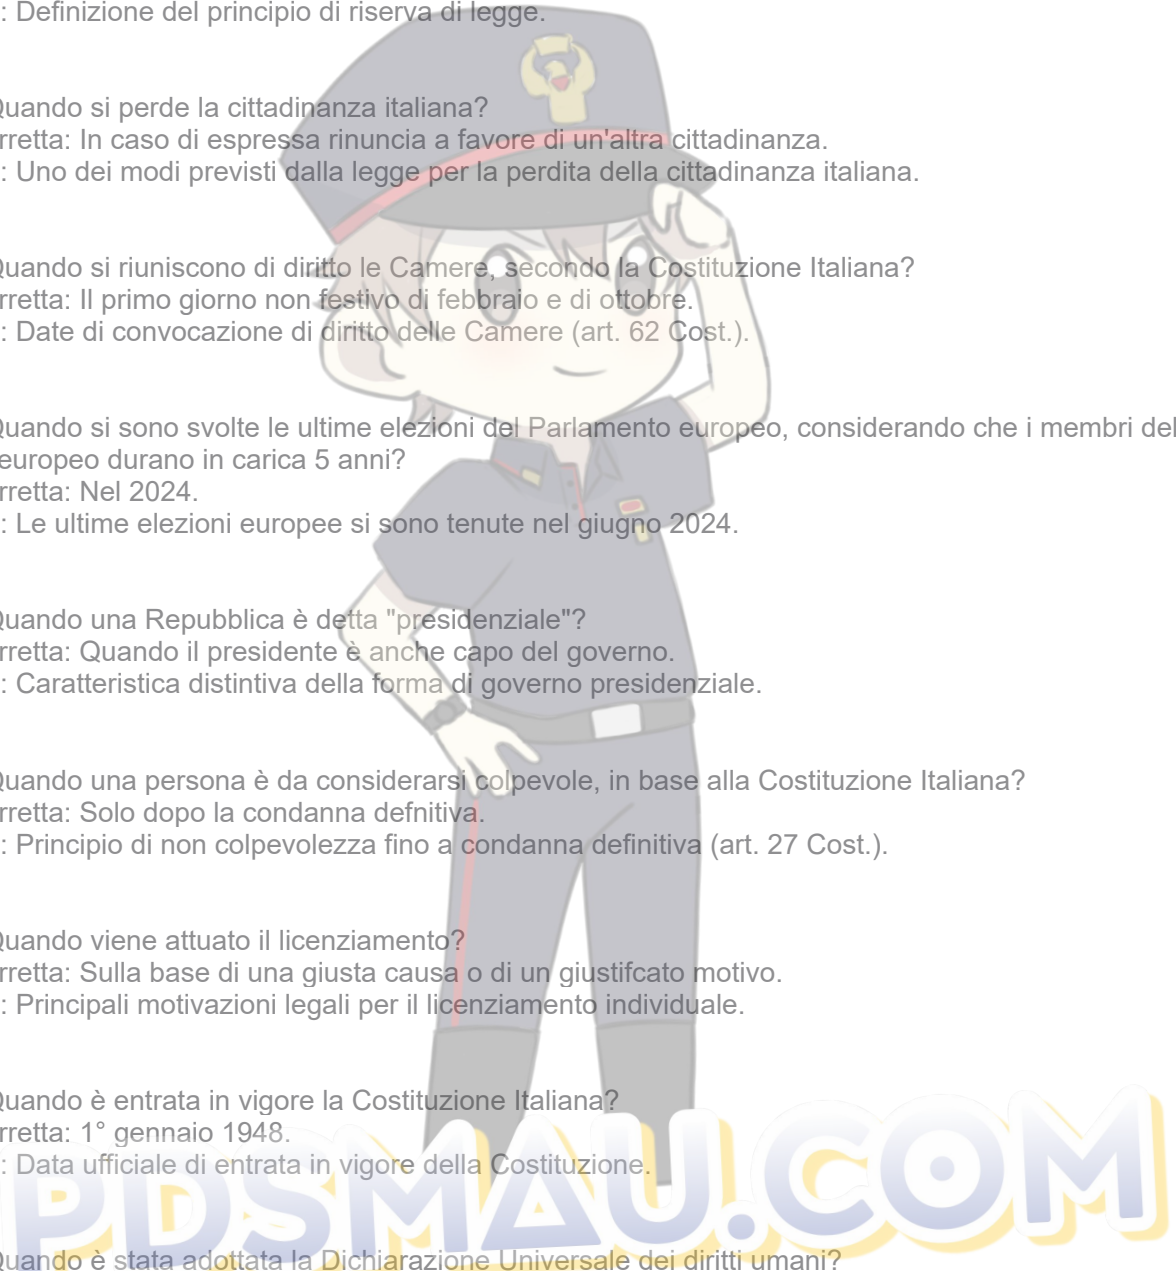 : Definizione del principio di riserva di legge.
Quando si perde la cittadinanza italiana?
rretta: In caso di espressa rinuncia a favore di un'altra cittadinanza.
: Uno dei modi previsti dalla legge per la perdita della cittadinanza italiana.
Quando si riuniscono di diritto le Camere, secondo la Costituzione Italiana?
rretta: Il primo giorno non festivo di febbraio e di ottobre.
: Date di convocazione di diritto delle Camere (art. 62 Cost.).
Quando si sono svolte le ultime elezioni del Parlamento europeo, considerando che i membri del
europeo durano in carica 5 anni?
rretta: Nel 2024.
: Le ultime elezioni europee si sono tenute nel giugno 2024.
Quando una Repubblica è detta "presidenziale"?
rretta: Quando il presidente è anche capo del governo.
: Caratteristica distintiva della forma di governo presidenziale.
Quando una persona è da considerarsi colpevole, in base alla Costituzione Italiana?
rretta: Solo dopo la condanna defnitiva.
: Principio di non colpevolezza fino a condanna definitiva (art. 27 Cost.).
Quando viene attuato il licenziamento?
rretta: Sulla base di una giusta causa o di un giustifcato motivo.
: Principali motivazioni legali per il licenziamento individuale.
Quando è entrata in vigore la Costituzione Italiana?
rretta: 1° gennaio 1948.
: Data ufficiale di entrata in vigore della Costituzione.
PDSMAU.COM
Quando è stata adottata la Dichiarazione Universale dei diritti umani?